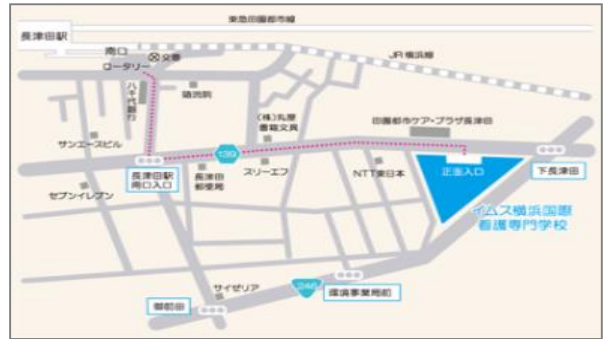 東急田園都市線
長津田駅
南口
交番
ロータリー
JR横浜線
八千代銀行
(株)丸屋
書籍文具
田園都市ケア・プラザ長津田
サンエースビル
139
長津田駅
南口入口
長津田
郵便局
スリーエフ
NTT東日本
正面入口
下長津田
セブンイレブン
イムス横浜国際
看護専門学校
サイゼリア
246
環境事業局前
御前田